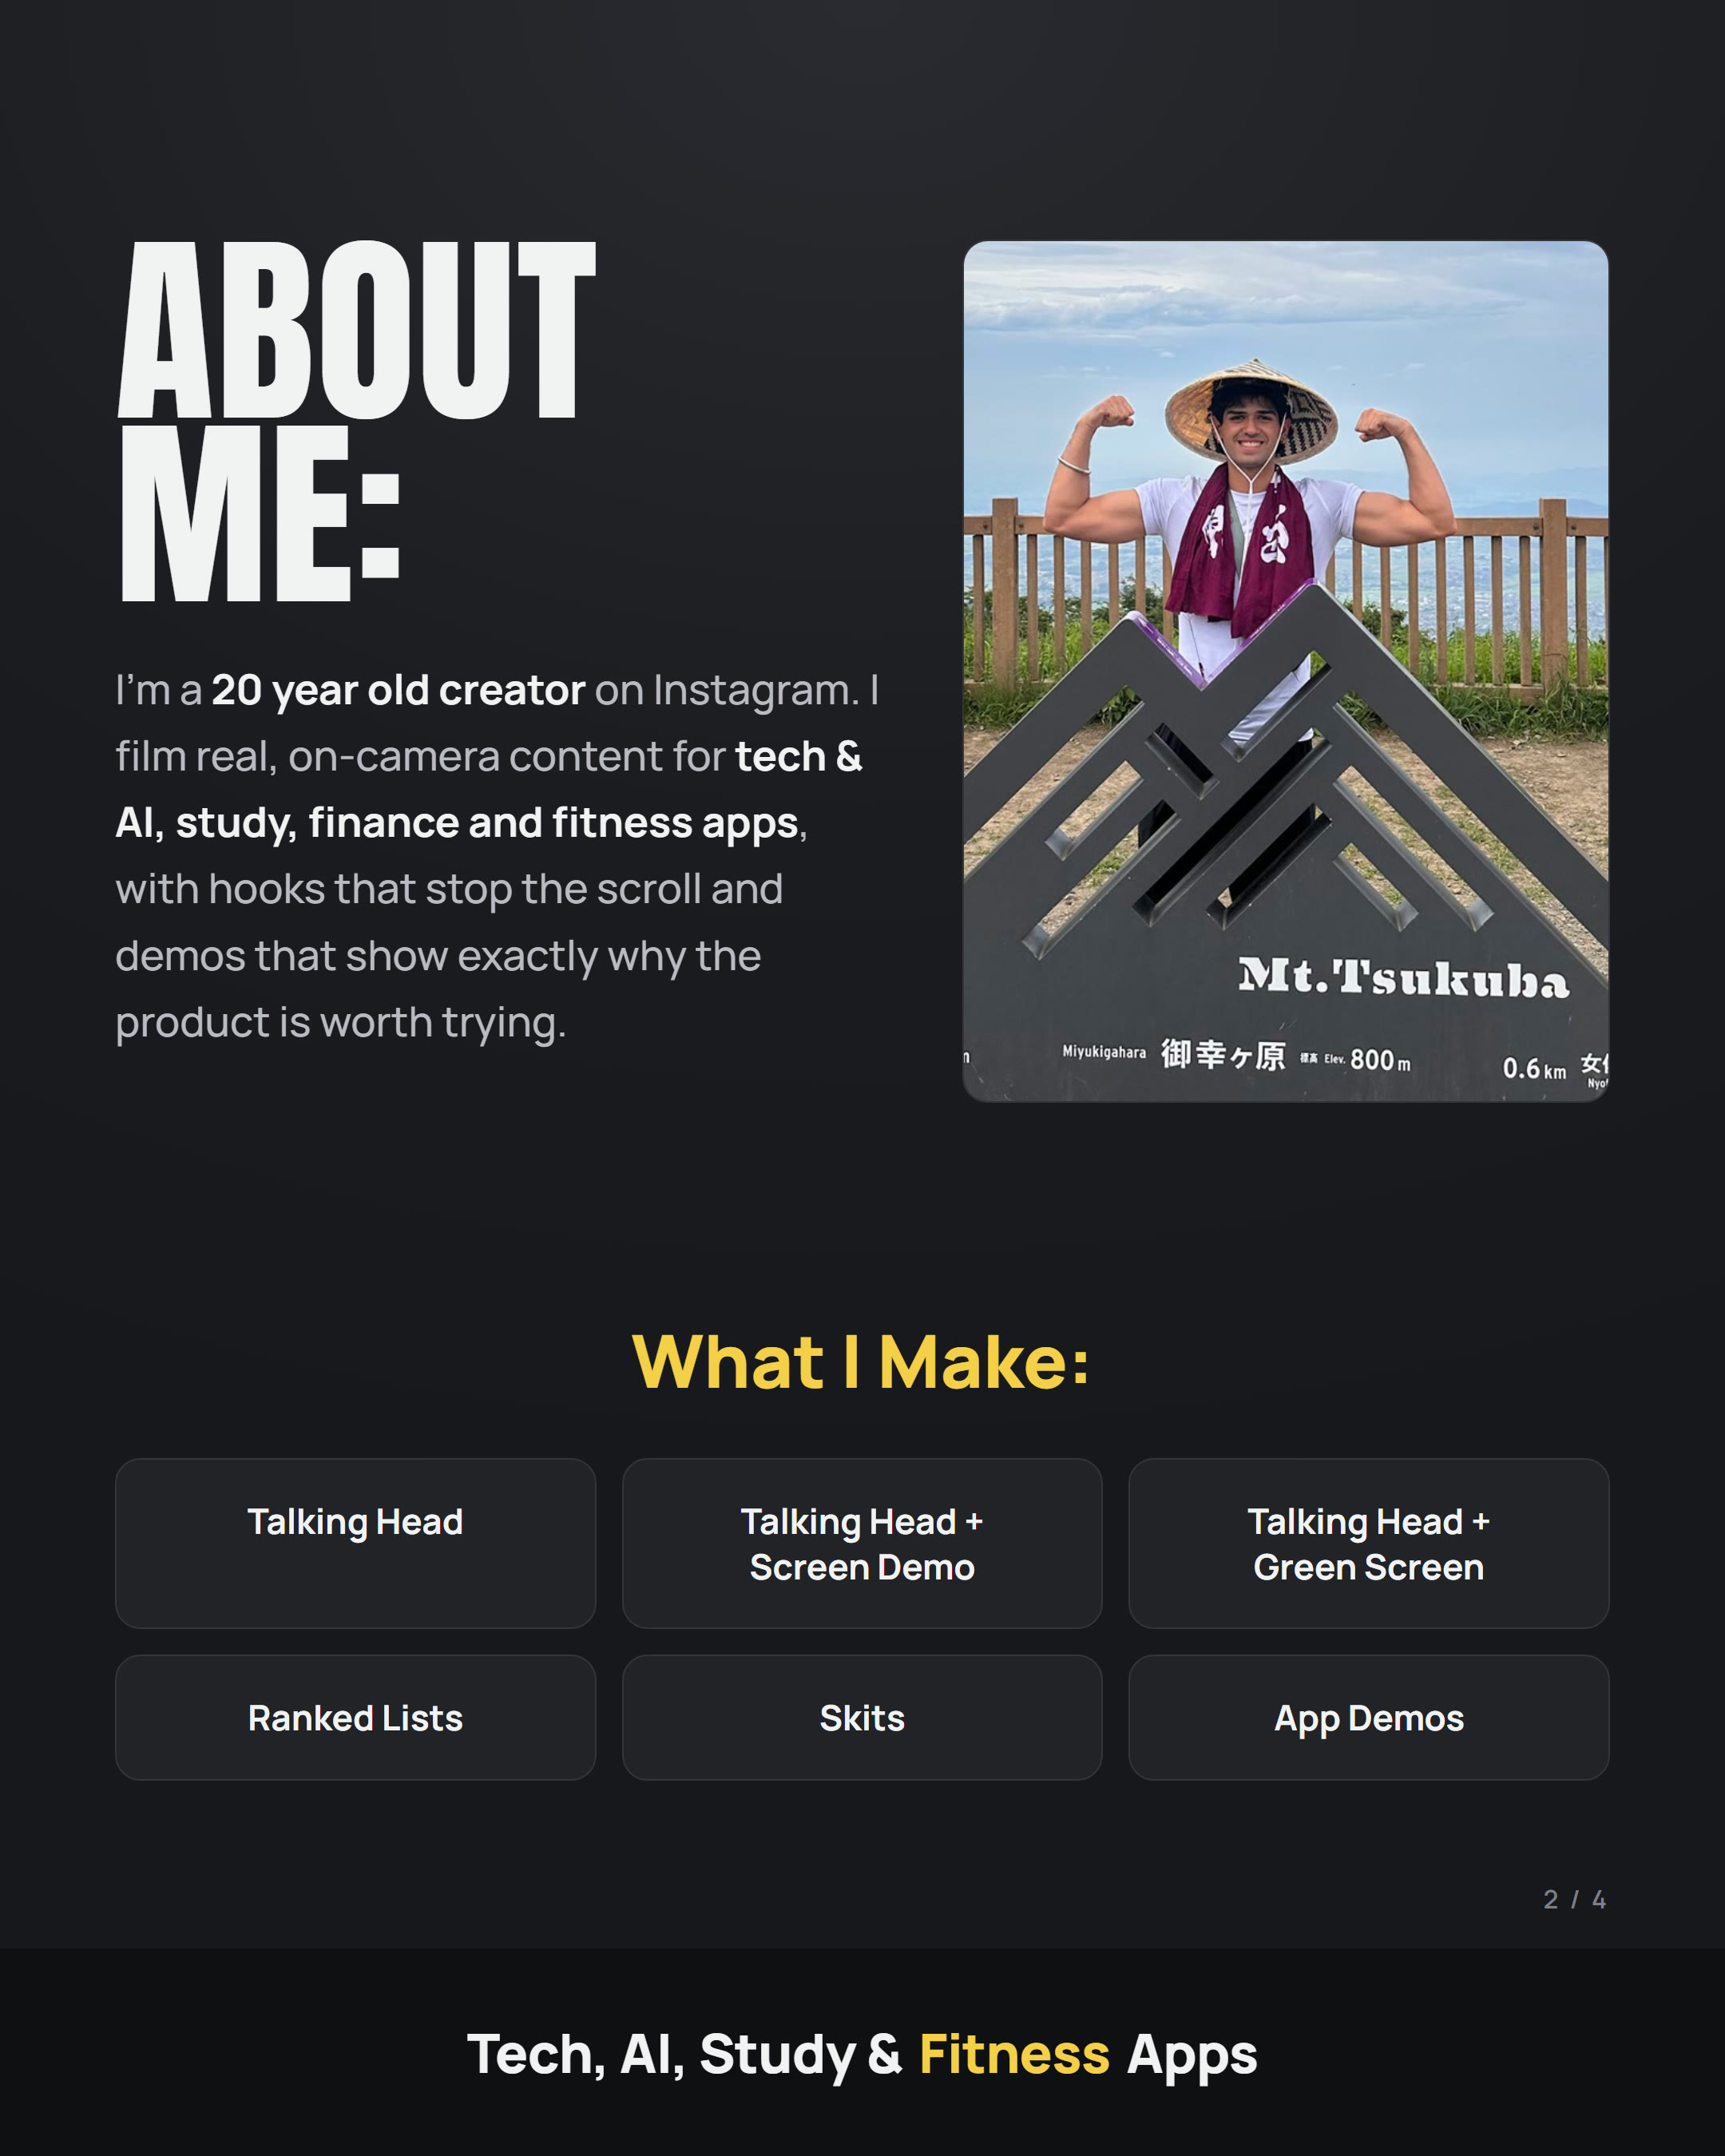 ABOUT
ME:
I'm a 20 year old creator on Instagram. I
film real, on-camera content for tech &
AI, study, finance and fitness apps,
with hooks that stop the scroll and
demos that show exactly why the
product is worth trying.
Mt.Tsukuba
Miyukigahara 御幸ヶ原 標高 Elev. 800m
0.6km
What I Make:
Talking Head
Talking Head +
Screen Demo
Talking Head +
Green Screen
Ranked Lists
Skits
App Demos
2 / 4
Tech, AI, Study & Fitness Apps